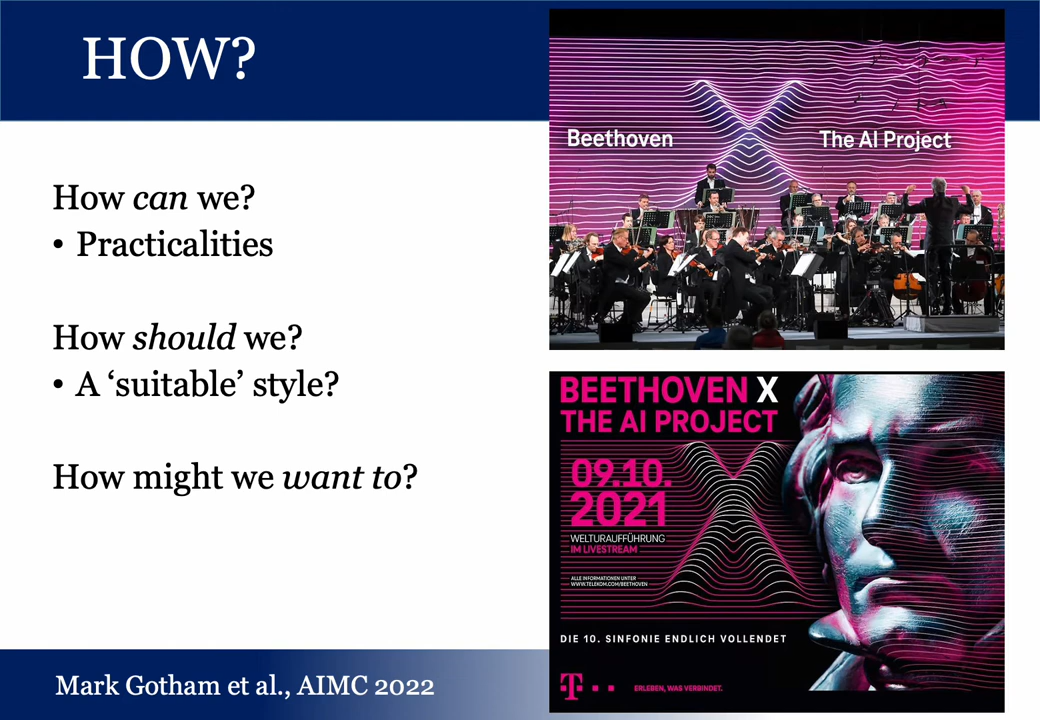 HOW?
How can we?
• Practicalities
How should we?
• A ‘suitable’ style?
How might we want to?
Mark Gotham et al., AIMC 2022
Beethoven
The AI Project
BEETHOVEN X
THE AI PROJECT
09.10.
2021
WELTURAUFFÜHRUNG
IM LIVESTREAM
ALLE INFORMATIONEN UNTER
WWW.TELEKOM.COM/BEETHOVEN
DIE 10. SINFONIE ENDLICH VOLLENDET
T
ERLEBEN, WAS VERBINDET.